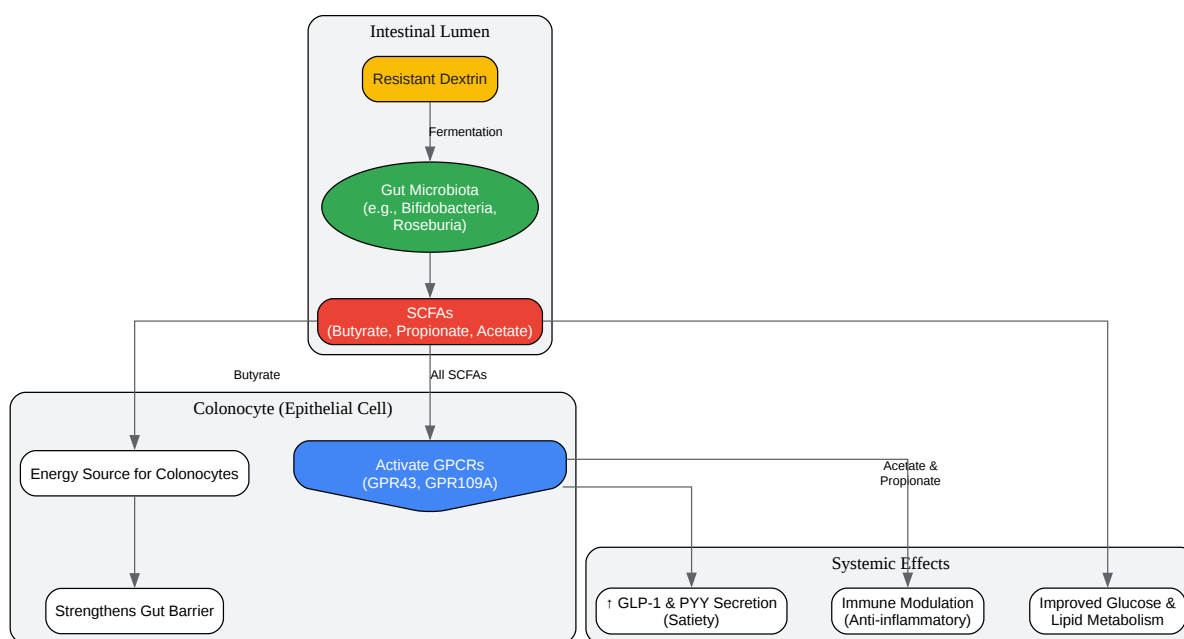 Intestinal Lumen
Resistant Dextrin
Fermentation
Gut Microbiota
(e.g., Bifidobacteria,
Roseburia)
SCFAs
(Butyrate, Propionate, Acetate)
Butyrate
All SCFAs
Colonocyte (Epithelial Cell)
Energy Source for Colonocytes
Activate GPCRs
(GPR43, GPR109A)
Acetate &
Propionate
Strengthens Gut Barrier
Systemic Effects
↑ GLP-1 & PYY Secretion
(Satiety)
Immune Modulation
(Anti-inflammatory)
Improved Glucose &
Lipid Metabolism